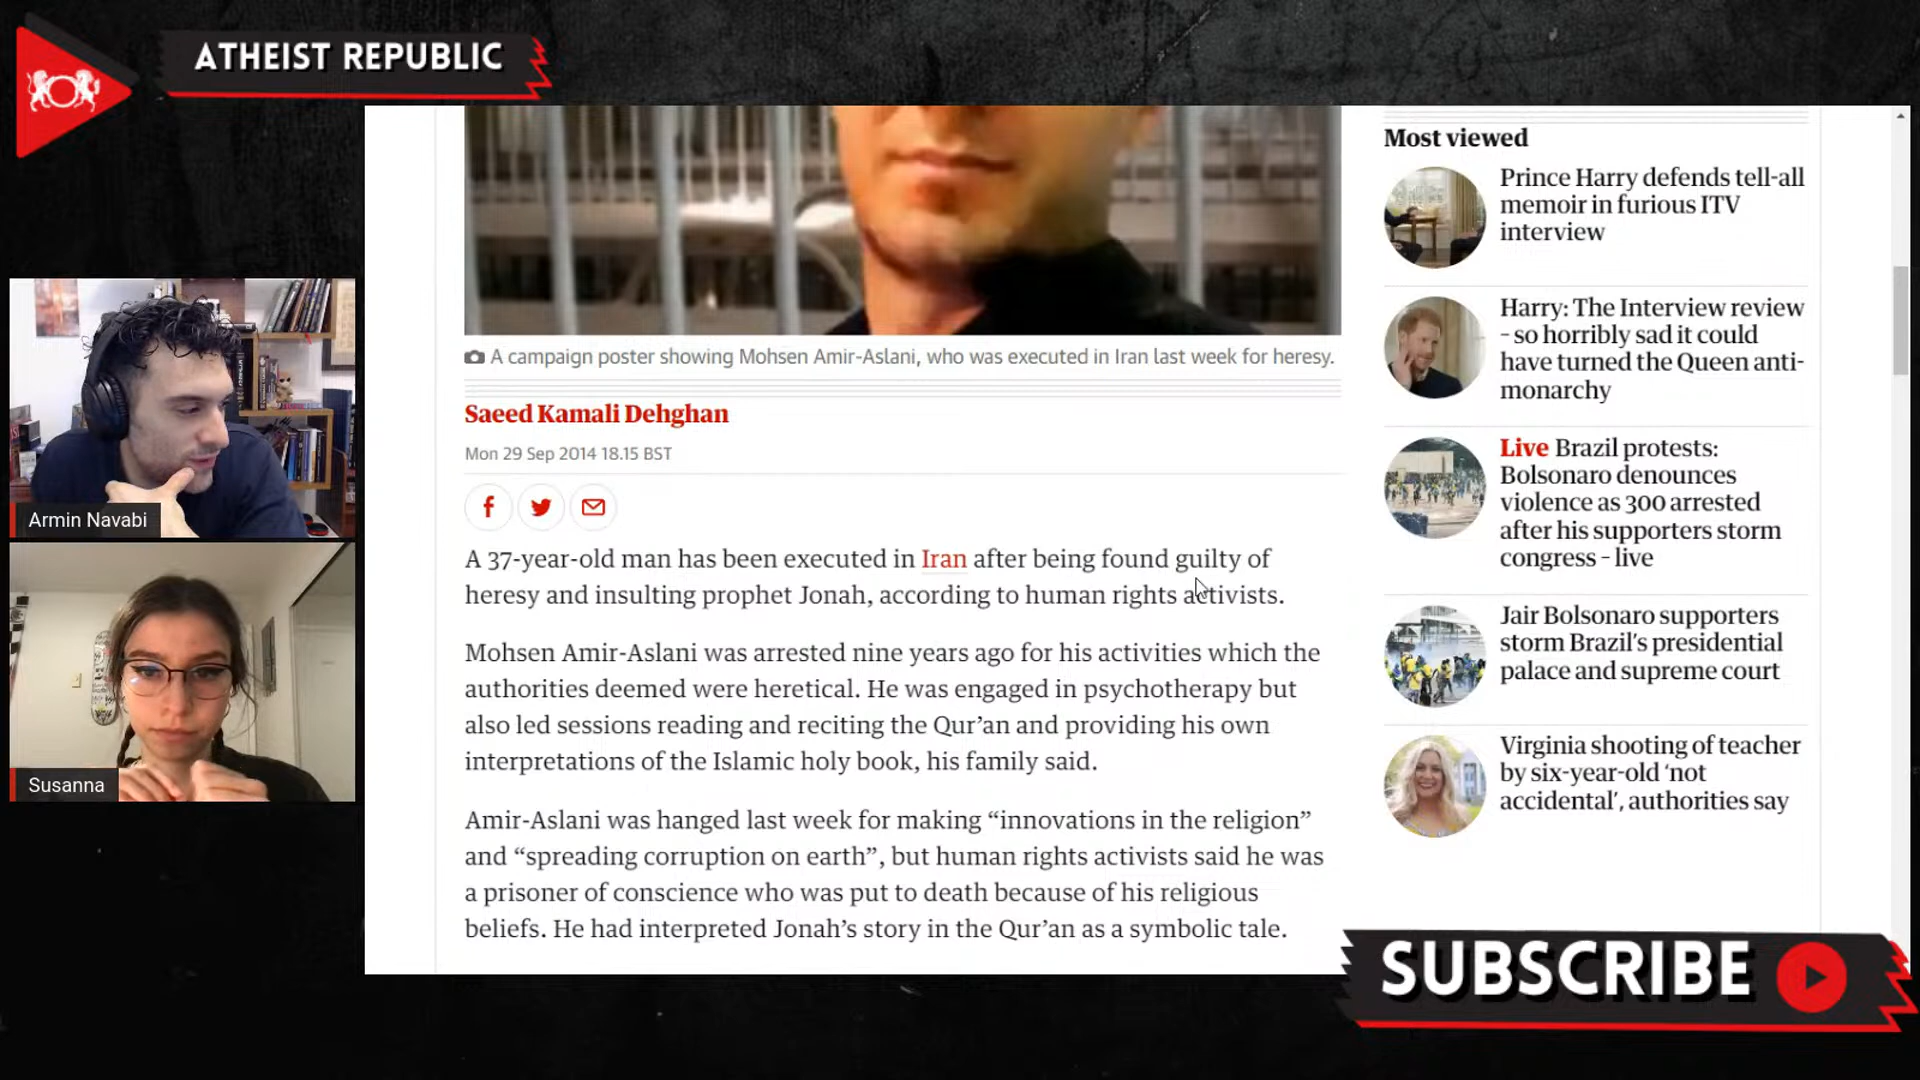 ATHEIST REPUBLIC
Armin Navabi
Susanna
A campaign poster showing Mohsen Amir-Aslani, who was executed in Iran last week for heresy.
Saeed Kamali Dehghan
Mon 29 Sep 2014 18.15 BST
A 37-year-old man has been executed in Iran after being found guilty of
heresy and insulting prophet Jonah, according to human rights activists.
Mohsen Amir-Aslani was arrested nine years ago for his activities which the
authorities deemed were heretical. He was engaged in psychotherapy but
also led sessions reading and reciting the Qur’an and providing his own
interpretations of the Islamic holy book, his family said.
Amir-Aslani was hanged last week for making “innovations in the religion”
and “spreading corruption on earth”, but human rights activists said he was
a prisoner of conscience who was put to death because of his religious
beliefs. He had interpreted Jonah’s story in the Qur’an as a symbolic tale.
Most viewed
Prince Harry defends tell-all
memoir in furious ITV
interview
Harry: The Interview review
– so horribly sad it could
have turned the Queen anti-
monarchy
Live Brazil protests:
Bolsonaro denounces
violence as 300 arrested
after his supporters storm
congress – live
Jair Bolsonaro supporters
storm Brazil’s presidential
palace and supreme court
Virginia shooting of teacher
by six-year-old ‘not
accidental’, authorities say
SUBSCRIBE